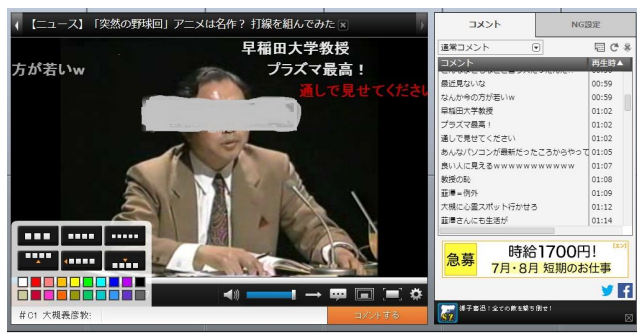 【ニュース】「突然の野球回」アニメは名作? 打線を組んでみた
早稲田大学教授
方が若いw
プラズマ最高!
通しで見せてください
#C1 大槻義彦教:
コメントする
コメント
NG設定
通常コメント
コメント
再生時▲
最近見ないな 00:59
なんか今の方が若いw 00:59
早稲田大学教授 01:02
プラズマ最高! 01:02
通しで見せてください 01:02
あんなパソコンが最新だったころからやって 01:05
良い人に見えるwwwwwwwwwww 01:07
教授の恥 01:08
韮澤=例外 01:09
大槻に心霊スポット行かせろ 01:12
韮澤さんにも生活が 01:14
急募
時給1700円!
7月・8月 短期のお仕事